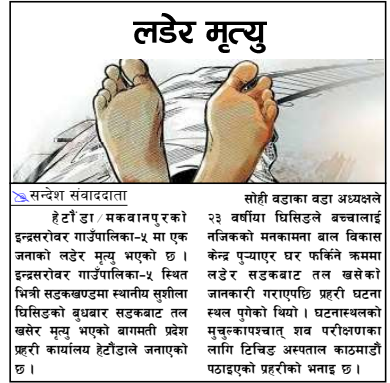 लडेर मृत्यु
सन्देश संवाददाता
हेटौंडा/मकवानपुरको
इन्द्रसरोवर गाउँपालिका-५ मा एक
जनाको लडेर मृत्यु भएको छ ।
इन्द्रसरोवर गाउँपालिका-५ स्थित
भित्री सडकखण्डमा स्थानीय सुशीला
घिसिङको बुधबार सडकबाट तल
खसेर मृत्यु भएको बागमती प्रदेश
प्रहरी कार्यालय हेटौंडाले जनाएको
छ ।
सोही वडाका वडा अध्यक्षले
२३ वर्षीया घिसिङले बच्चालाई
नजिकको मनकामना बाल विकास
केन्द्र पुर्‍याएर घर फर्किने क्रममा
लडेर सडकबाट तल खसेको
जानकारी गराएपछि प्रहरी घटना
स्थल पुगेको थियो । घटनास्थलको
मुचुल्कापश्चात् शव परीक्षणका
लागि टिचिङ अस्पताल काठमाडौं
पठाइएको प्रहरीको भनाइ छ ।